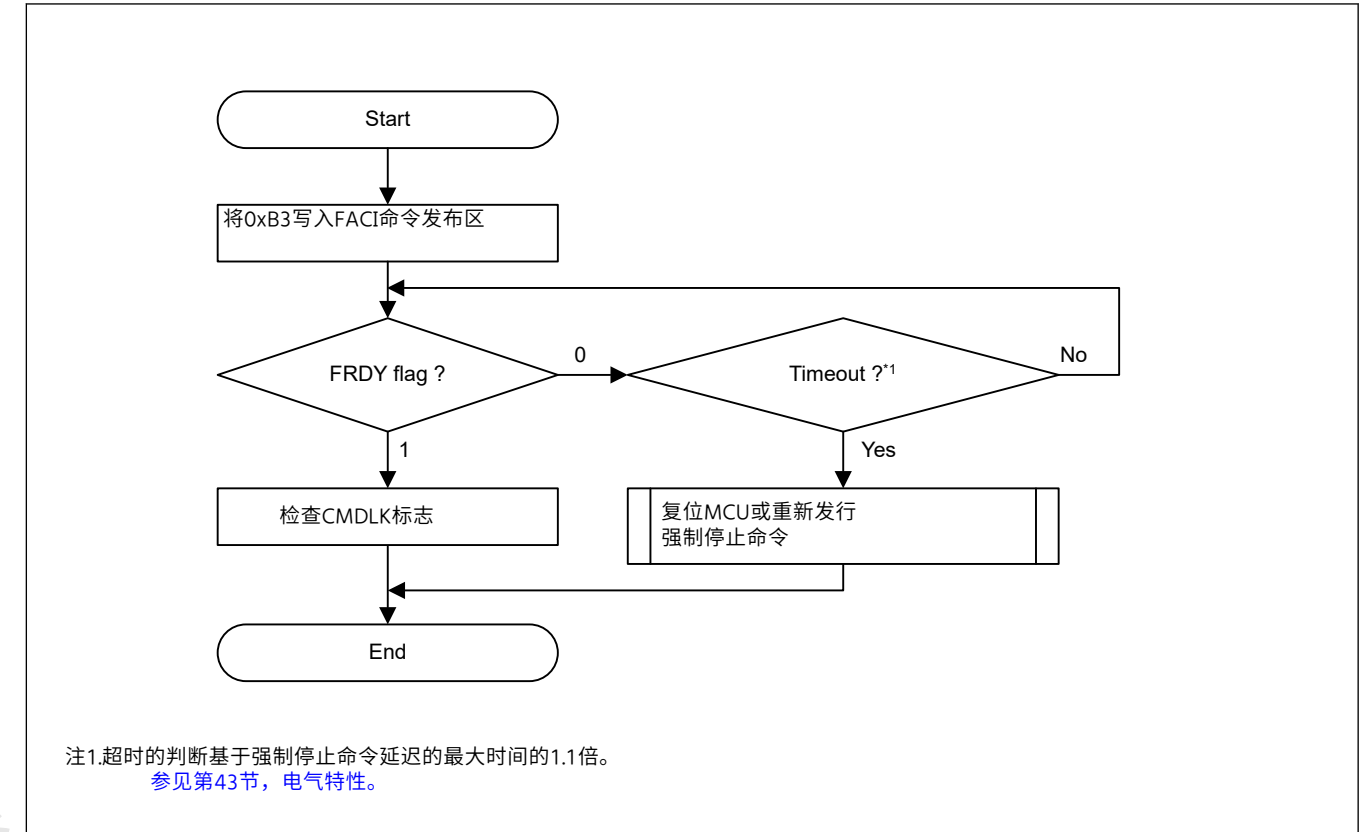 Start
将0xB3写入FACI命令发布区
FRDY flag ?
0
Timeout ?*1
No
1
Yes
检查CMDLK标志
复位MCU或重新发行
强制停止命令
End
注1.超时的判断基于强制停止命令延迟的最大时间的1.1倍。
参见第43节，电气特性。